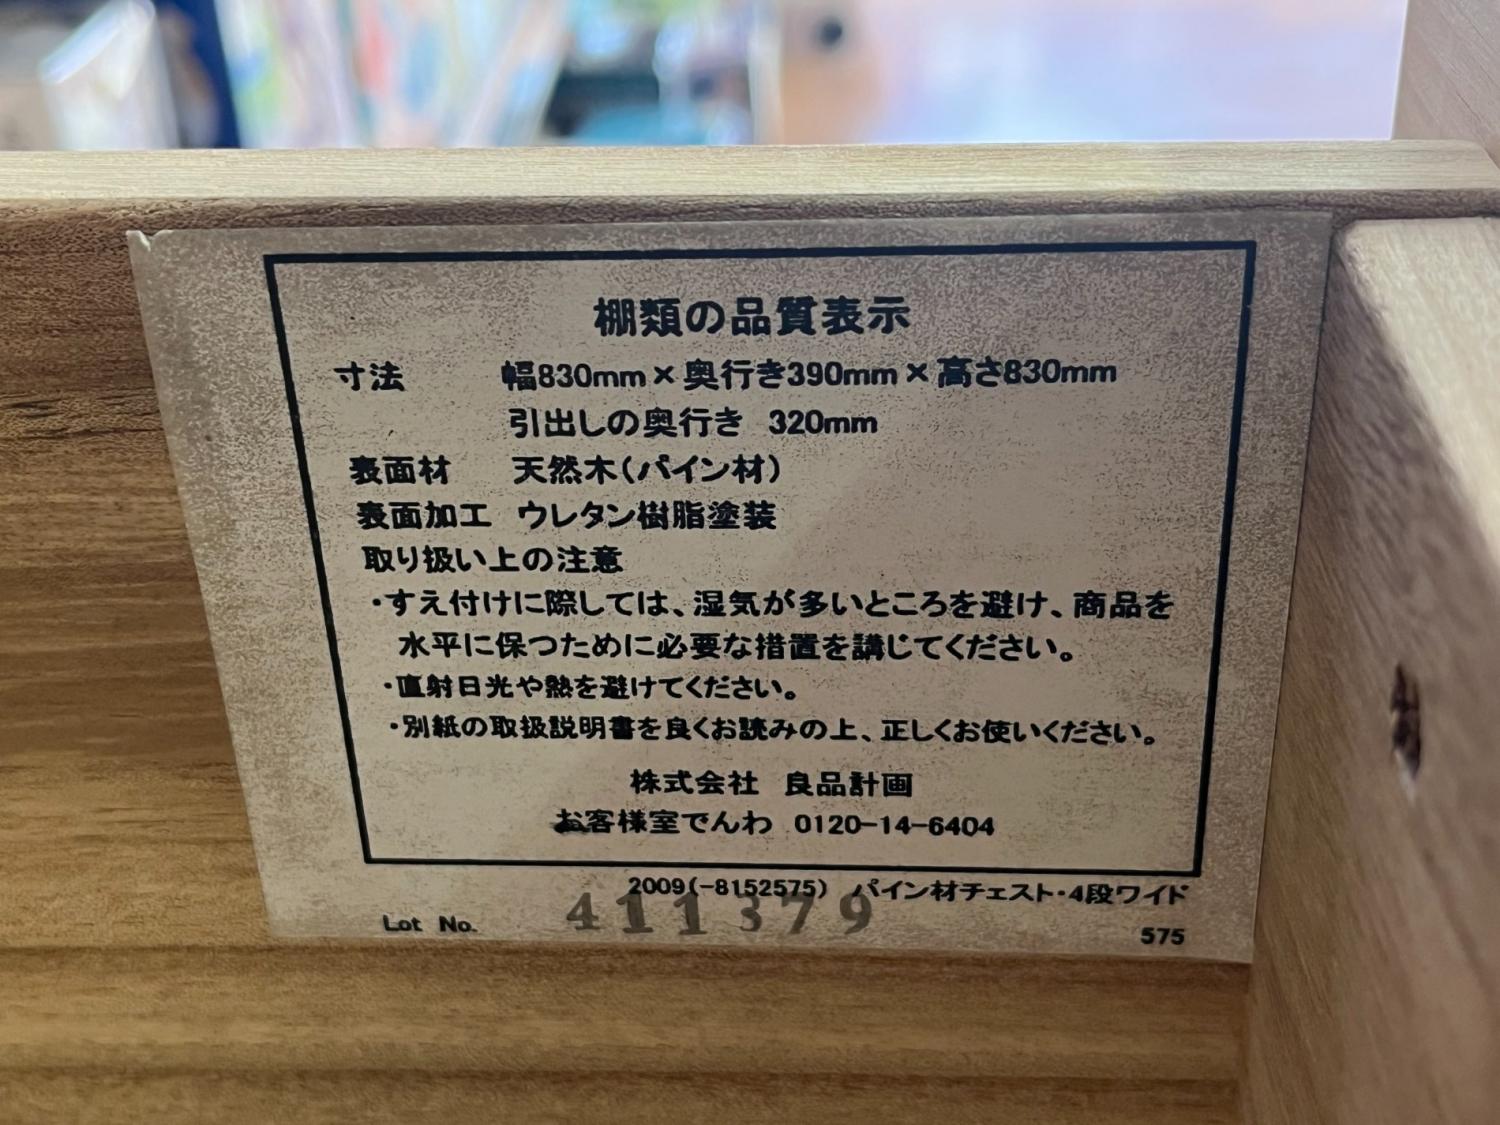 棚類の品質表示
寸法 幅830mm×奥行き390mm×高さ830mm
引出しの奥行き 320mm
表面材 天然木(パイン材)
表面加工 ウレタン樹脂塗装
取り扱い上の注意
・すえ付けに際しては、湿気が多いところを避け、商品を
水平に保つために必要な措置を講じてください。
・直射日光や熱を避けてください。
・別紙の取扱説明書を良くお読みの上、正しくお使いください。
株式会社 良品計画
お客様室でんわ 0120-14-6404
2009(-8152575) パイン材チェスト・4段ワイド
Lot No. 411379 575